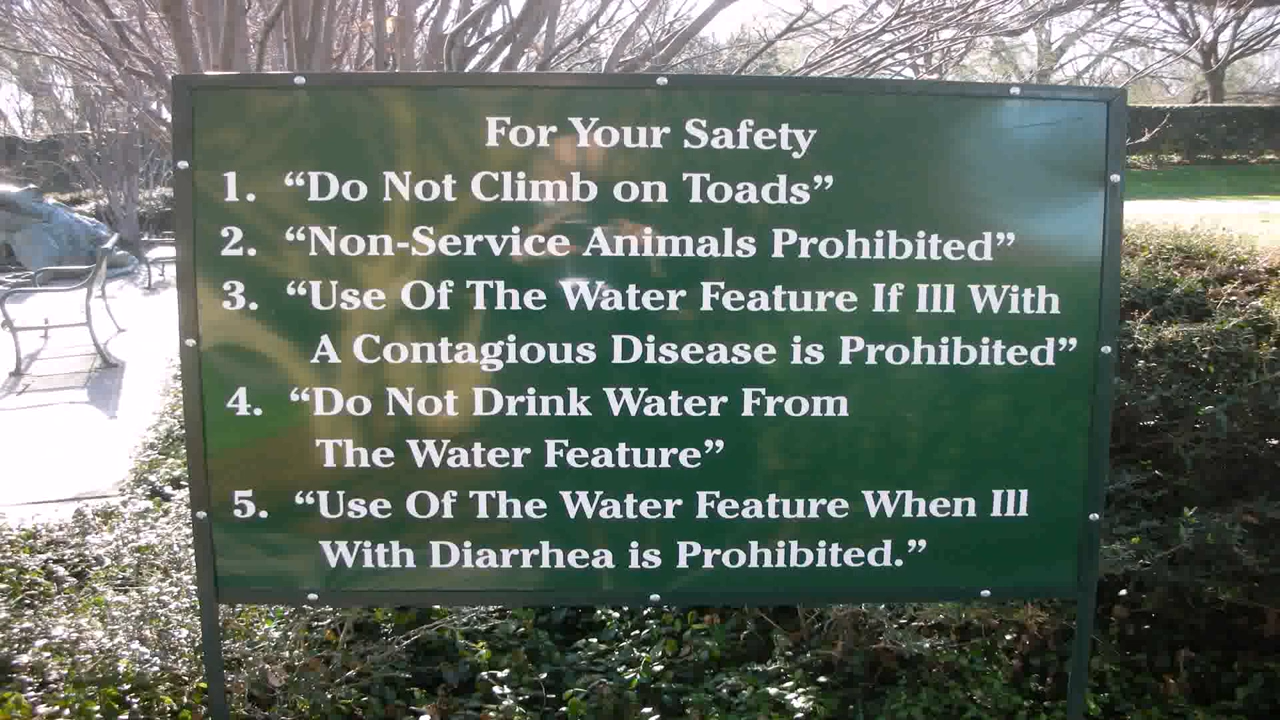 For Your Safety
1. “Do Not Climb on Toads”
2. “Non-Service Animals Prohibited”
3. “Use Of The Water Feature If Ill With
A Contagious Disease is Prohibited”
4. “Do Not Drink Water From
The Water Feature”
5. “Use Of The Water Feature When Ill
With Diarrhea is Prohibited.”